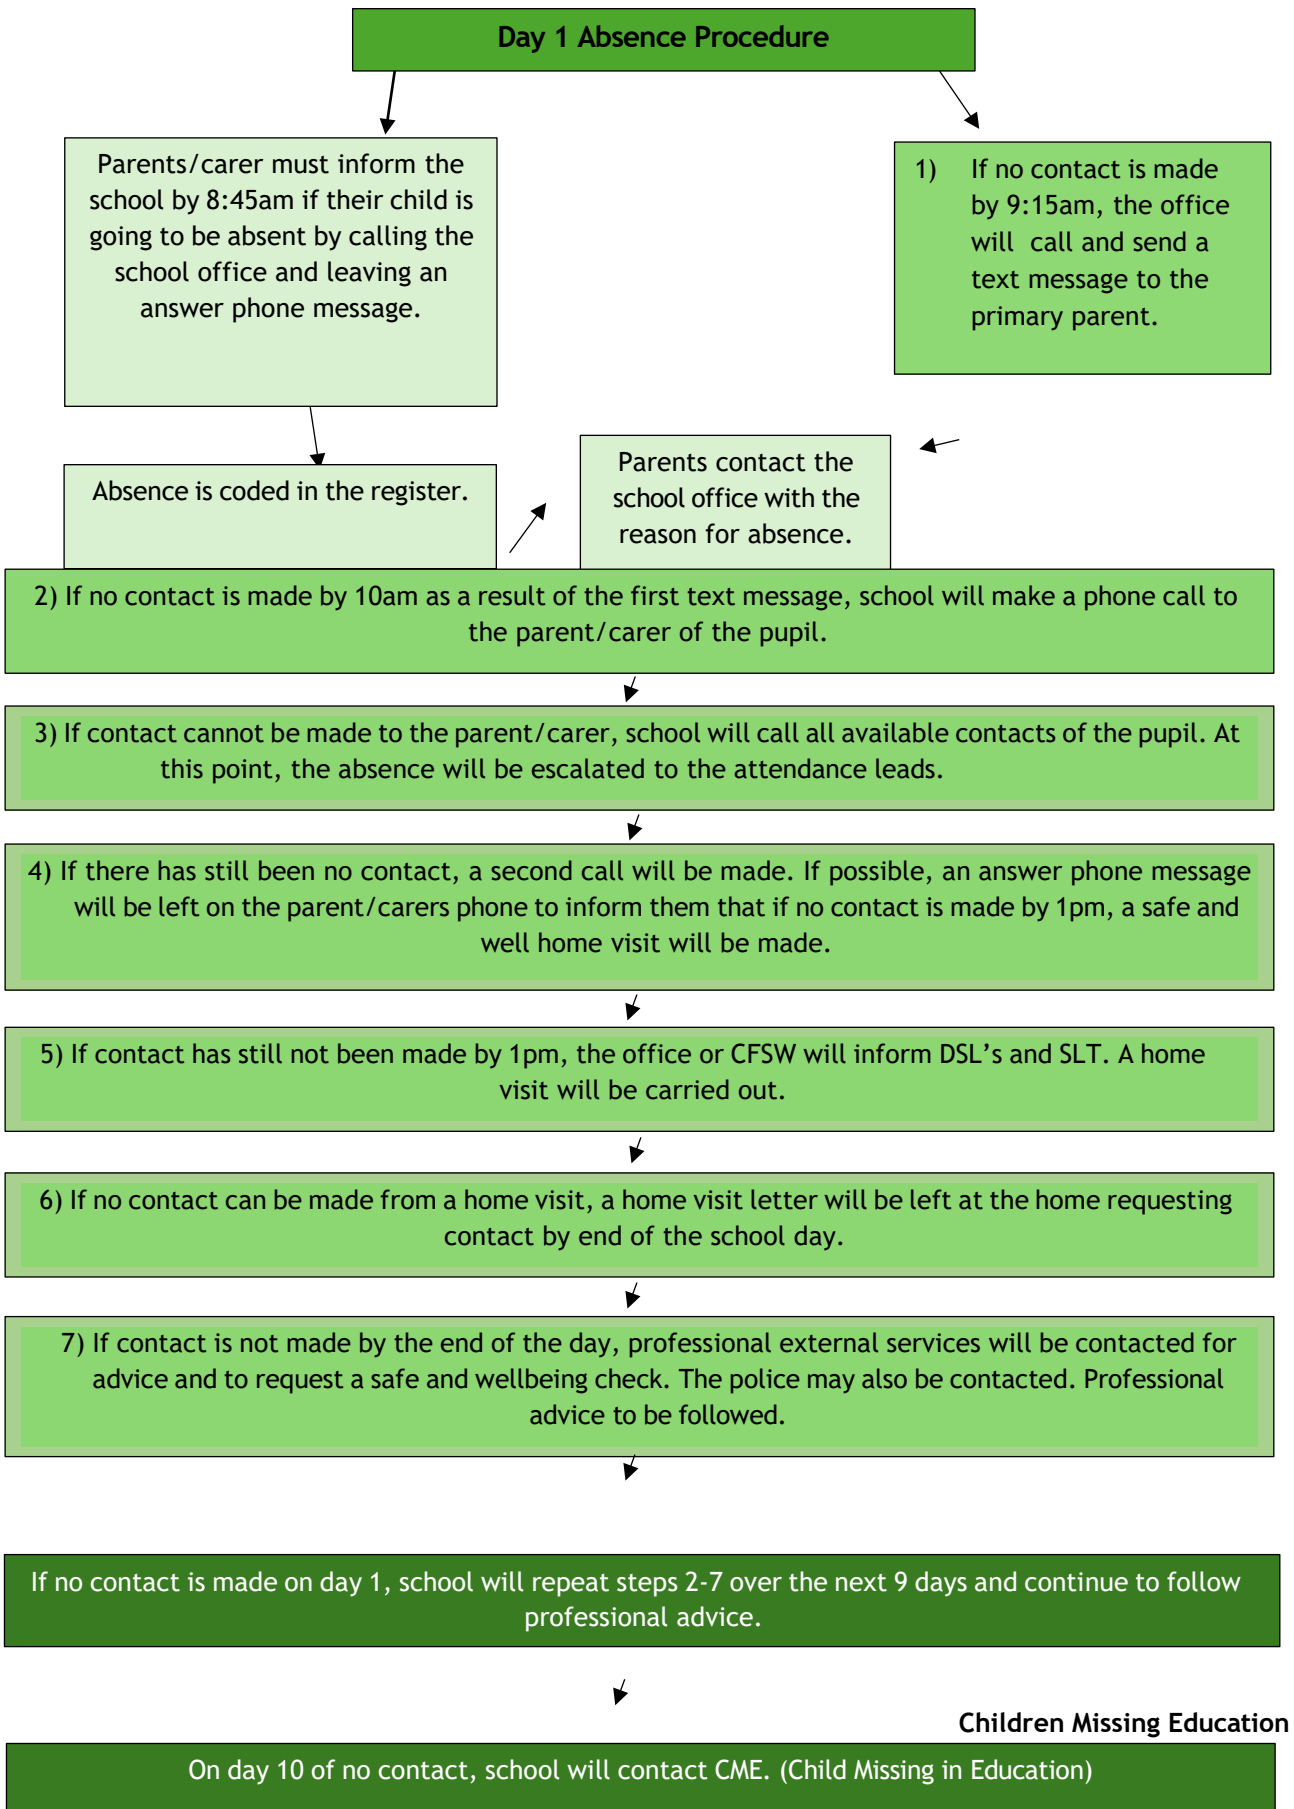 Day 1 Absence Procedure
Parents/carer must inform the
school by 8:45am if their child is
going to be absent by calling the
school office and leaving an
answer phone message.
1) If no contact is made
by 9:15am, the office
will call and send a
text message to the
primary parent.
Absence is coded in the register.
Parents contact the
school office with the
reason for absence.
2) If no contact is made by 10am as a result of the first text message, school will make a phone call to
the parent/carer of the pupil.
3) If contact cannot be made to the parent/carer, school will call all available contacts of the pupil. At
this point, the absence will be escalated to the attendance leads.
4) If there has still been no contact, a second call will be made. If possible, an answer phone message
will be left on the parent/carers phone to inform them that if no contact is made by 1pm, a safe and
well home visit will be made.
5) If contact has still not been made by 1pm, the office or CFSW will inform DSL’s and SLT. A home
visit will be carried out.
6) If no contact can be made from a home visit, a home visit letter will be left at the home requesting
contact by end of the school day.
7) If contact is not made by the end of the day, professional external services will be contacted for
advice and to request a safe and wellbeing check. The police may also be contacted. Professional
advice to be followed.
If no contact is made on day 1, school will repeat steps 2-7 over the next 9 days and continue to follow
professional advice.
Children Missing Education
On day 10 of no contact, school will contact CME. (Child Missing in Education)